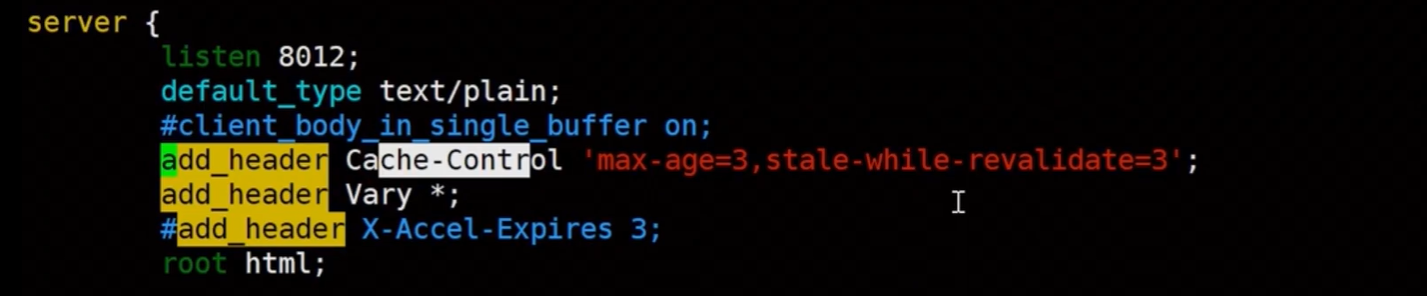 server {
listen 8012;
default_type text/plain;
#client_body_in_single_buffer on;
add_header Cache-Control 'max-age=3,stale-while-revalidate=3';
add_header Vary *;
#add_header X-Accel-Expires 3;
root html;